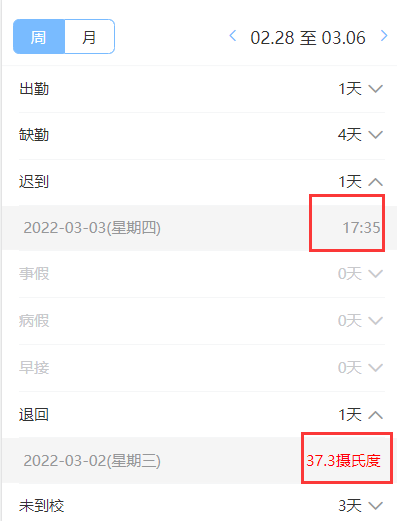 周 月 02.28 至 03.06
出勤 1天
缺勤 4天
迟到 1天
2022-03-03(星期四) 17:35
事假 0天
病假 0天
早接 0天
退回 1天
2022-03-02(星期三) 37.3摄氏度
未到校 3天